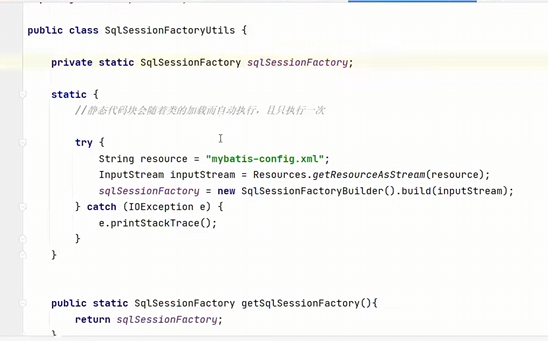 public class SqlSessionFactoryUtils {
private static SqlSessionFactory sqlSessionFactory;
static {
//静态代码块会随着类的加载而自动执行，且只执行一次
try {
String resource = "mybatis-config.xml";
InputStream inputStream = Resources.getResourceAsStream(resource);
sqlSessionFactory = new SqlSessionFactoryBuilder().build(inputStream);
} catch (IOException e) {
e.printStackTrace();
}
}
public static SqlSessionFactory getSqlSessionFactory(){
return sqlSessionFactory;
}